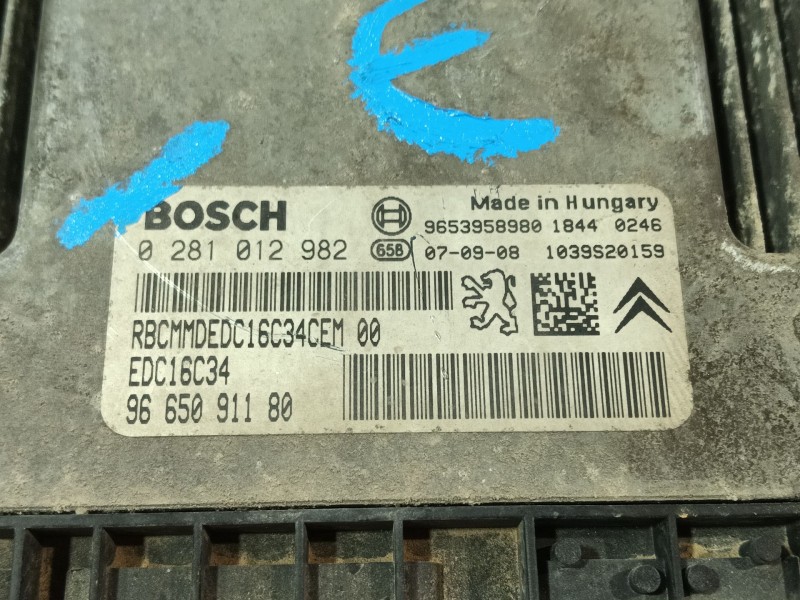 E
BOSCH
Made in Hungary
9653958980 1844 0246
0 281 012 982 658 07-09-08 1039S20159
RBCMMDEDC16C34CEM 00
EDC16C34
96 650 911 80